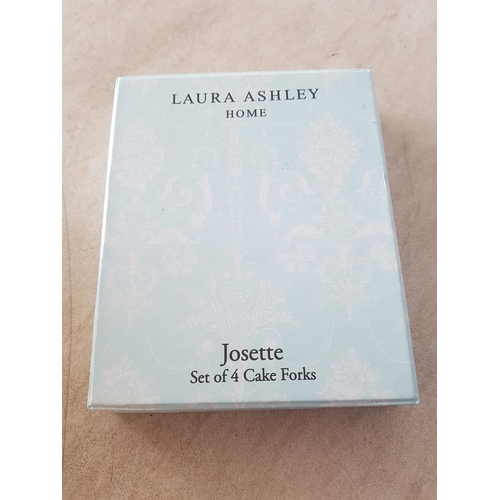 LAURA ASHLEY
HOME
Josette
Set of 4 Cake Forks